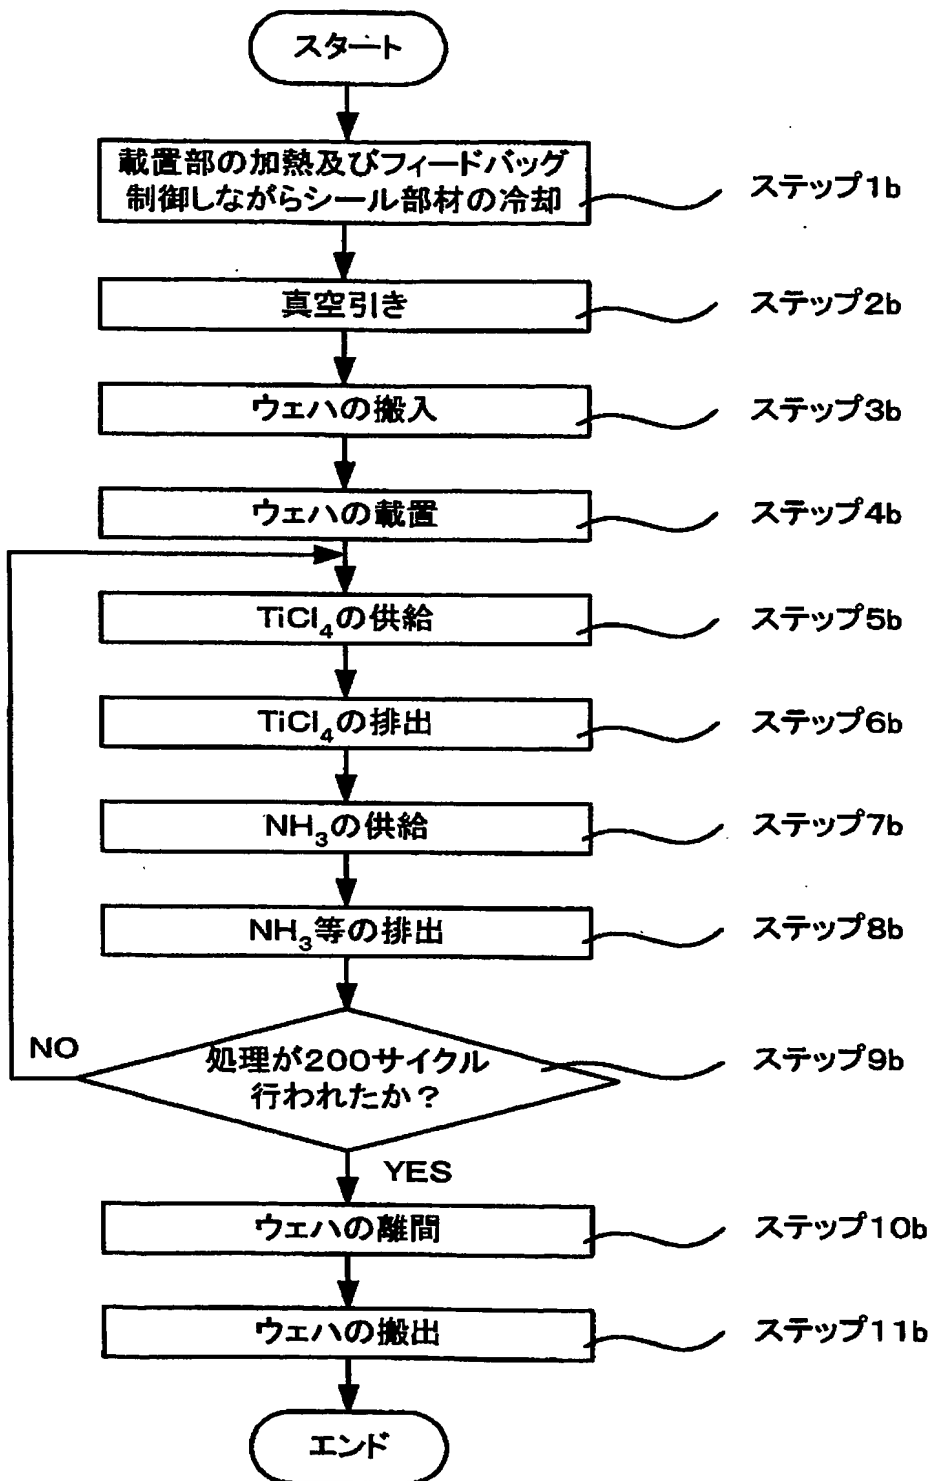 スタート
載置部の加熱及びフィードバッグ
制御しながらシール部材の冷却
ステップ1b
真空引き
ステップ2b
ウェハの搬入
ステップ3b
ウェハの載置
ステップ4b
TiCl₄の供給
ステップ5b
TiCl₄の排出
ステップ6b
NH₃の供給
ステップ7b
NH₃等の排出
ステップ8b
処理が200サイクル
行われたか？
ステップ9b
NO
YES
ウェハの離間
ステップ10b
ウェハの搬出
ステップ11b
エンド